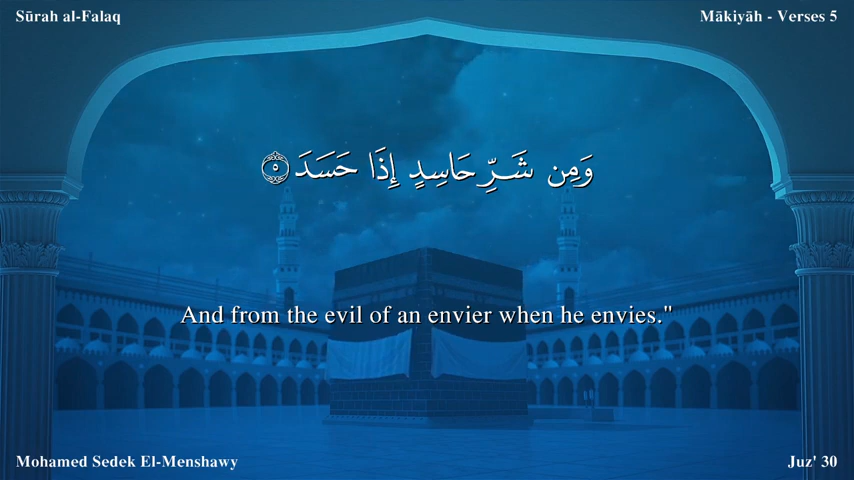 Sūrah al-Falaq
Mākiyāh - Verses 5
وَمِن شَرِّ حَاسِدٍ إِذَا حَسَدَ ٥
And from the evil of an envier when he envies."
Mohamed Sedek El-Menshawy
Juz' 30